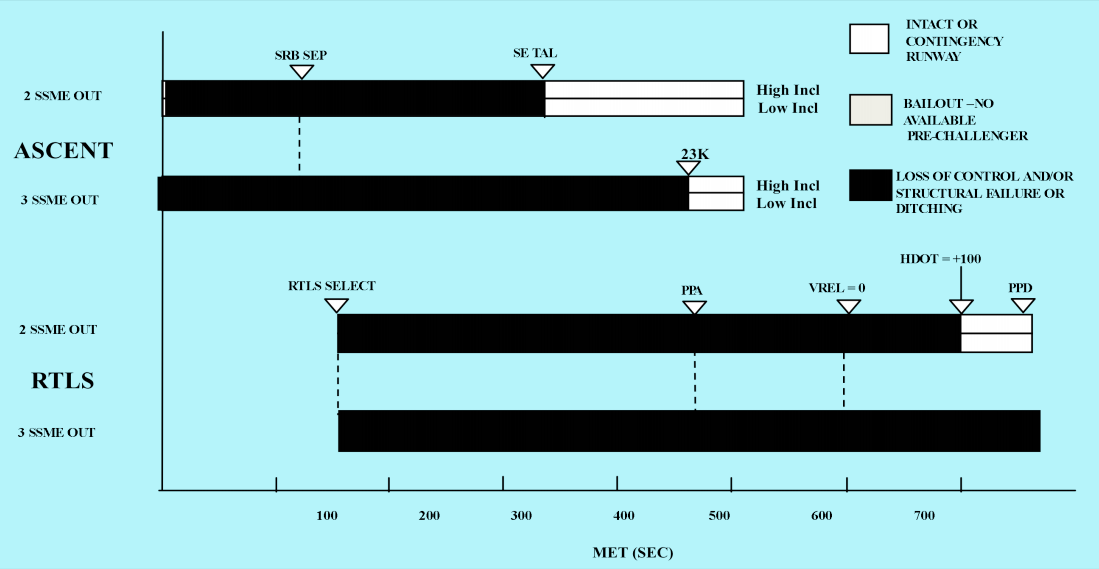 INTACT OR
CONTINGENCY
RUNWAY
SRB SEP
SE TAL
2 SSME OUT
High Incl
Low Incl
BAILOUT –NO
AVAILABLE
PRE-CHALLENGER
ASCENT
23K
3 SSME OUT
High Incl
Low Incl
LOSS OF CONTROL AND/OR
STRUCTURAL FAILURE OR
DITCHING
HDOT = +100
RTLS SELECT
PPA
VREL = 0
PPD
2 SSME OUT
RTLS
3 SSME OUT
100 200 300 400 500 600 700
MET (SEC)